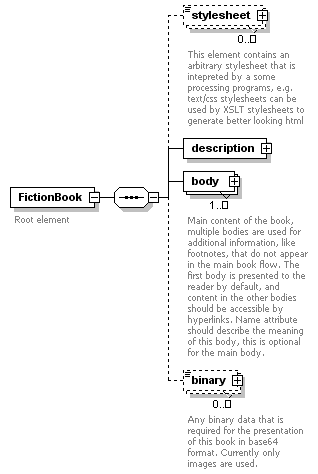 stylesheet
0..
This element contains an
arbitrary stylesheet that is
intepreted by a some
processing programs, e.g.
text/css stylesheets can be
used by XSLT stylesheets to
generate better looking html
description
body
1..
FictionBook
Root element
Main content of the book,
multiple bodies are used for
additional information, like
footnotes, that do not appear
in the main book flow. The
first body is presented to the
reader by default, and
content in the other bodies
should be accessible by
hyperlinks. Name attribute
should describe the meaning
of this body, this is optional
for the main body.
binary
0..
Any binary data that is
required for the presentation
of this book in base64
format. Currently only
images are used.